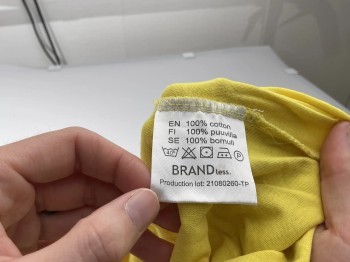 EN 100% cotton
FI 100% puuvilla
SE 100% bomull
P
BRANDless.
Production lot: 21080260-TP